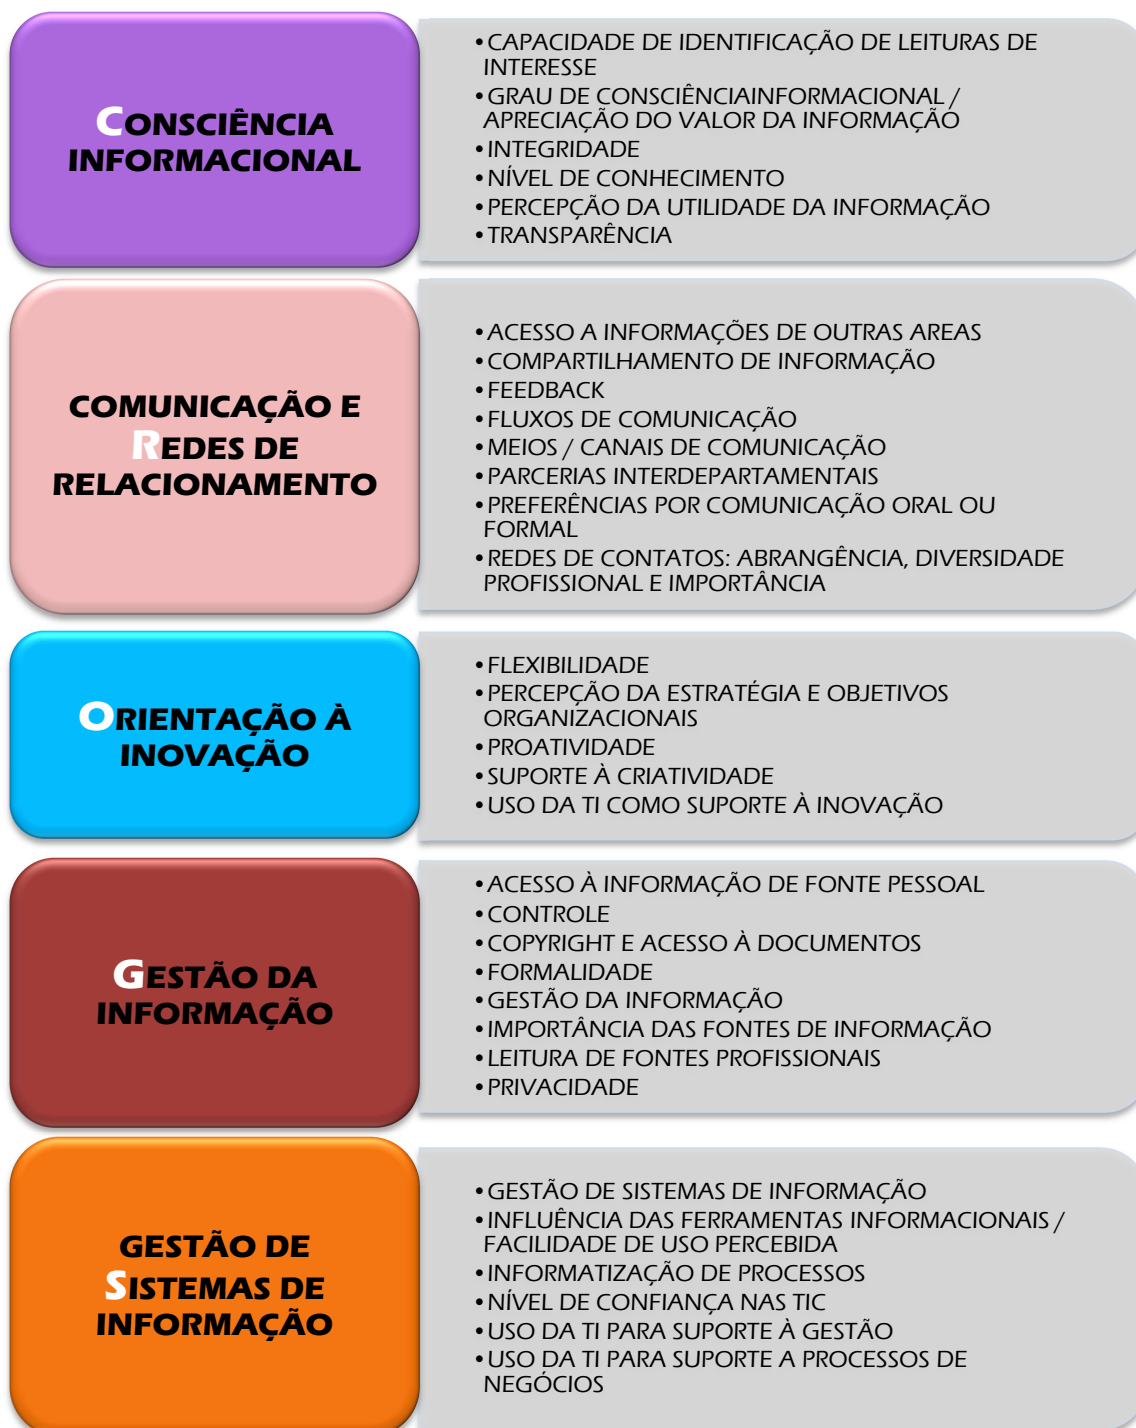 CONSCIÊNCIA
INFORMACIONAL
•CAPACIDADE DE IDENTIFICAÇÃO DE LEITURAS DE
INTERESSE
•GRAU DE CONSCIÊNCIAINFORMACIONAL /
APRECIAÇÃO DO VALOR DA INFORMAÇÃO
•INTEGRIDADE
•NÍVEL DE CONHECIMENTO
•PERCEPÇÃO DA UTILIDADE DA INFORMAÇÃO
•TRANSPARÊNCIA
COMUNICAÇÃO E
REDES DE
RELACIONAMENTO
•ACESSO A INFORMAÇÕES DE OUTRAS AREAS
•COMPARTILHAMENTO DE INFORMAÇÃO
•FEEDBACK
•FLUXOS DE COMUNICAÇÃO
•MEIOS / CANAIS DE COMUNICAÇÃO
•PARCERIAS INTERDEPARTAMENTAIS
•PREFERÊNCIAS POR COMUNICAÇÃO ORAL OU
FORMAL
•REDES DE CONTATOS: ABRANGÊNCIA, DIVERSIDADE
PROFISSIONAL E IMPORTÂNCIA
ORIENTAÇÃO À
INOVAÇÃO
•FLEXIBILIDADE
•PERCEPÇÃO DA ESTRATÉGIA E OBJETIVOS
ORGANIZACIONAIS
•PROATIVIDADE
•SUPORTE À CRIATIVIDADE
•USO DA TI COMO SUPORTE À INOVAÇÃO
GESTÃO DA
INFORMAÇÃO
•ACESSO À INFORMAÇÃO DE FONTE PESSOAL
•CONTROLE
•COPYRIGHT E ACESSO À DOCUMENTOS
•FORMALIDADE
•GESTÃO DA INFORMAÇÃO
•IMPORTÂNCIA DAS FONTES DE INFORMAÇÃO
•LEITURA DE FONTES PROFISSIONAIS
•PRIVACIDADE
GESTÃO DE
SISTEMAS DE
INFORMAÇÃO
•GESTÃO DE SISTEMAS DE INFORMAÇÃO
•INFLUÊNCIA DAS FERRAMENTAS INFORMACIONAIS /
FACILIDADE DE USO PERCEBIDA
•INFORMATIZAÇÃO DE PROCESSOS
•NÍVEL DE CONFIANÇA NAS TIC
•USO DA TI PARA SUPORTE À GESTÃO
•USO DA TI PARA SUPORTE A PROCESSOS DE
NEGÓCIOS